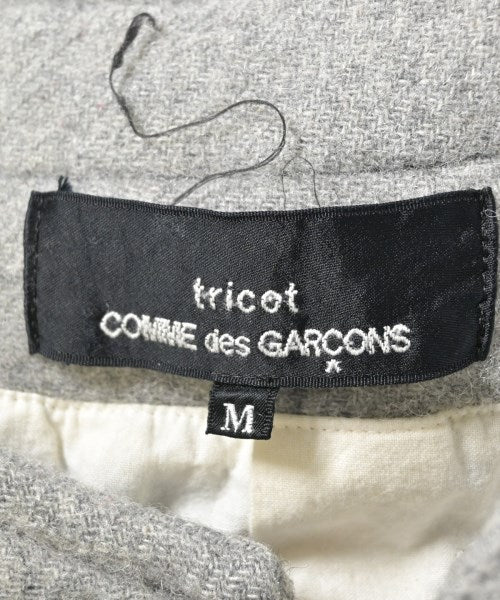 tricot
COMME des GARÇONS
*
M